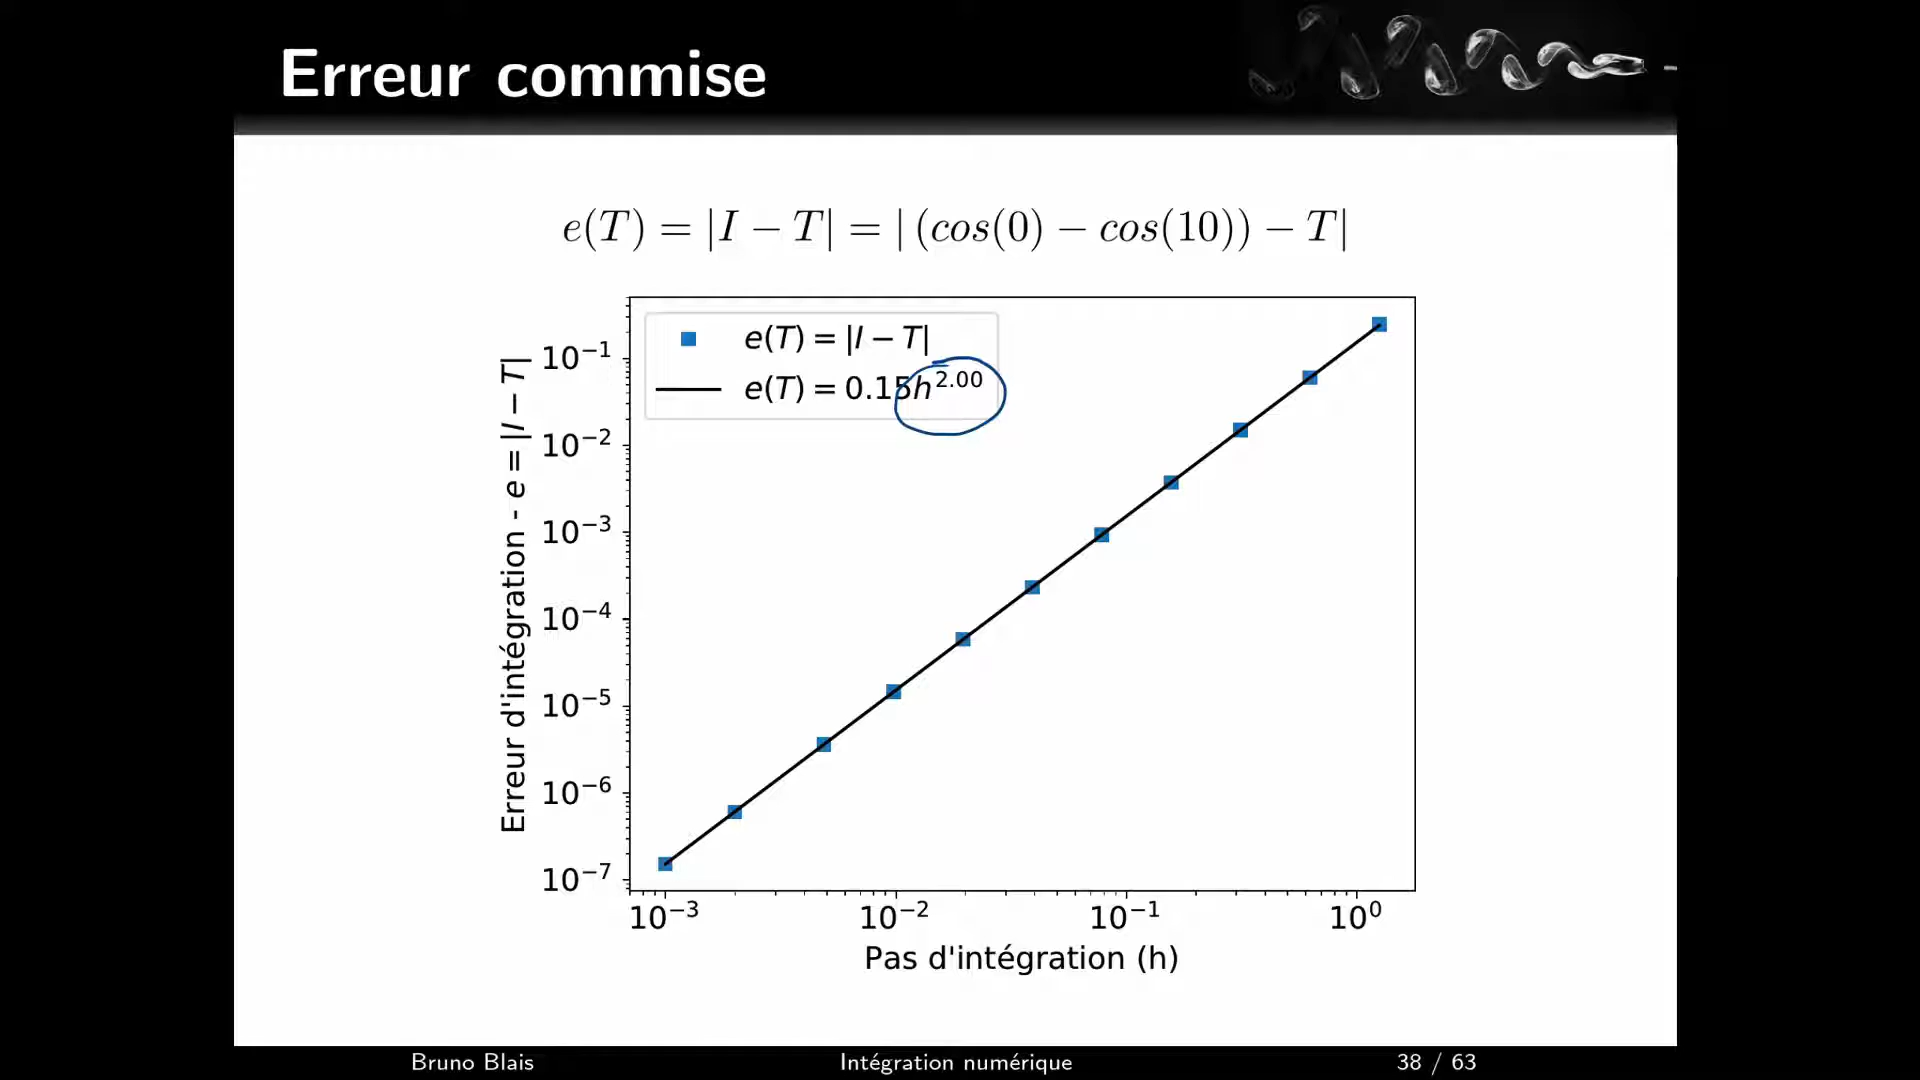 Erreur commise
e(T) = |I − T| = | (cos(0) − cos(10)) − T|
e(T) = |I − T|
e(T) = 0.15h^2.00
Erreur d'intégration - e = |I − T|
10^−1
10^−2
10^−3
10^−4
10^−5
10^−6
10^−7
10^−3 10^−2 10^−1 10^0
Pas d'intégration (h)
Bruno Blais Intégration numérique 38 / 63